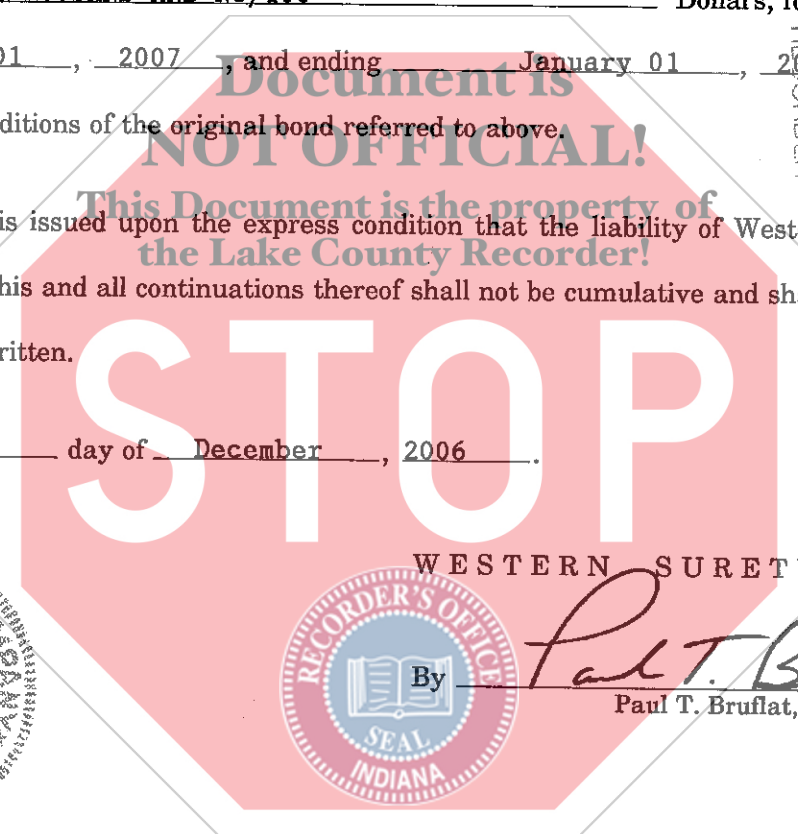 Dollars, fo
01 , 2007 , and ending January 01 , 20
Document is
ditions of the original bond referred to above.
NOT OFFICIAL!
This Document is the property of
is issued upon the express condition that the liability of West
the Lake County Recorder!
his and all continuations thereof shall not be cumulative and sh
ritten.
STOP
day of December , 2006 .
WESTERN SURETY
RECORDER'S OFFICE
By Paul T. B
Paul T. Bruflat,
SEAL
INDIANA